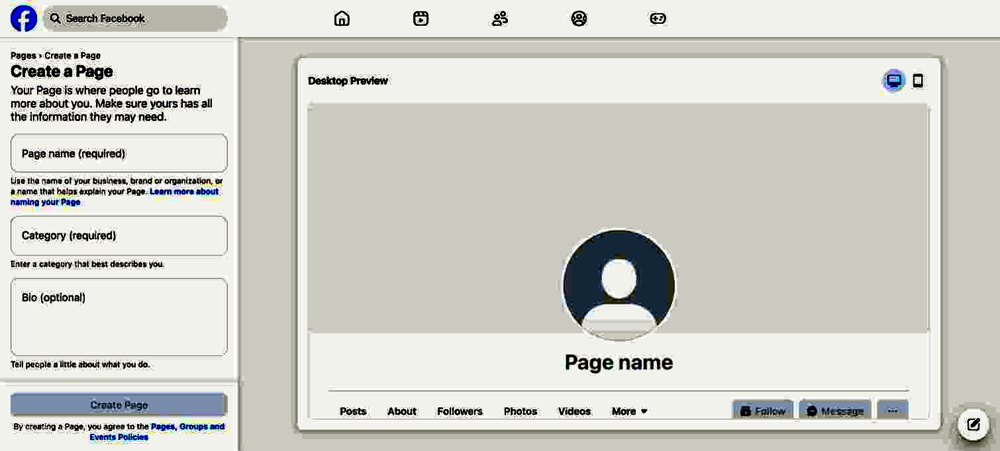 Search Facebook
Pages › Create a Page
Create a Page
Your Page is where people go to learn
more about you. Make sure yours has all
the information they may need.
Page name (required)
Use the name of your business, brand or organization, or
a name that helps explain your Page. Learn more about
naming your Page
Category (required)
Enter a category that best describes you.
Bio (optional)
Tell people a little about what you do.
Create Page
By creating a Page, you agree to the Pages, Groups and
Events Policies
Desktop Preview
Page name
Posts About Followers Photos Videos More Follow Message ...